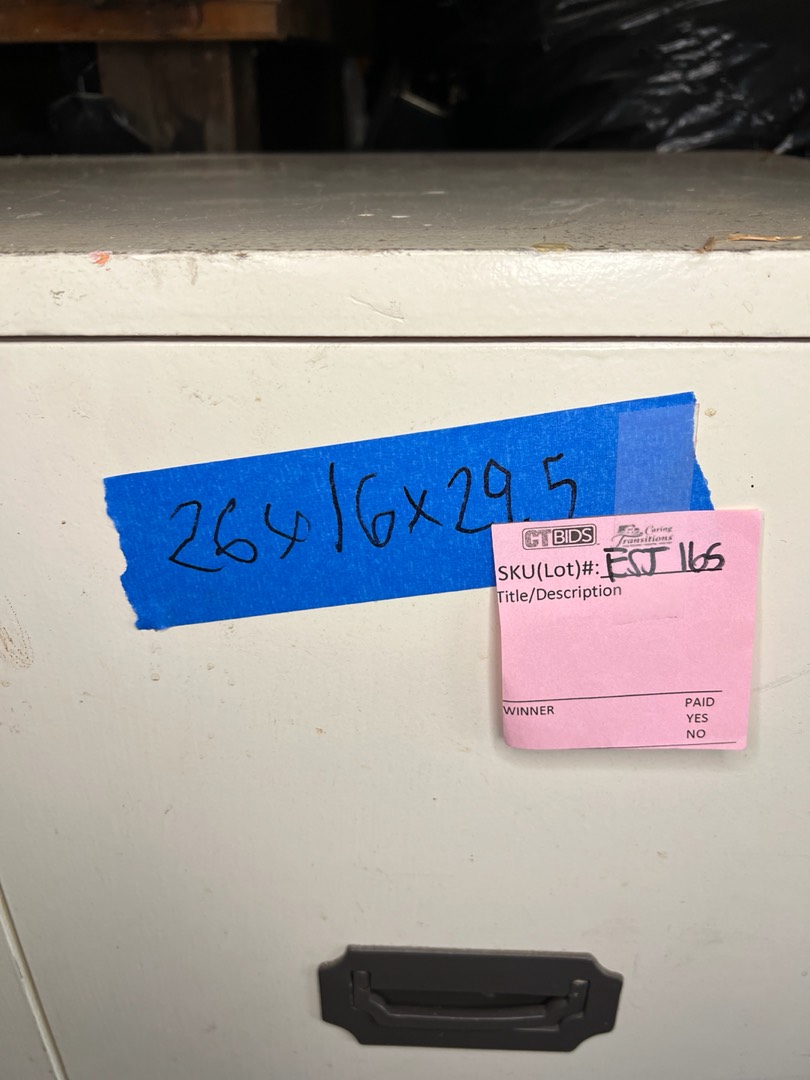 26x16x29.5
CTBIDS Caring Transitions
SKU(Lot)#: ESJ 165
Title/Description
WINNER PAID
YES
NO